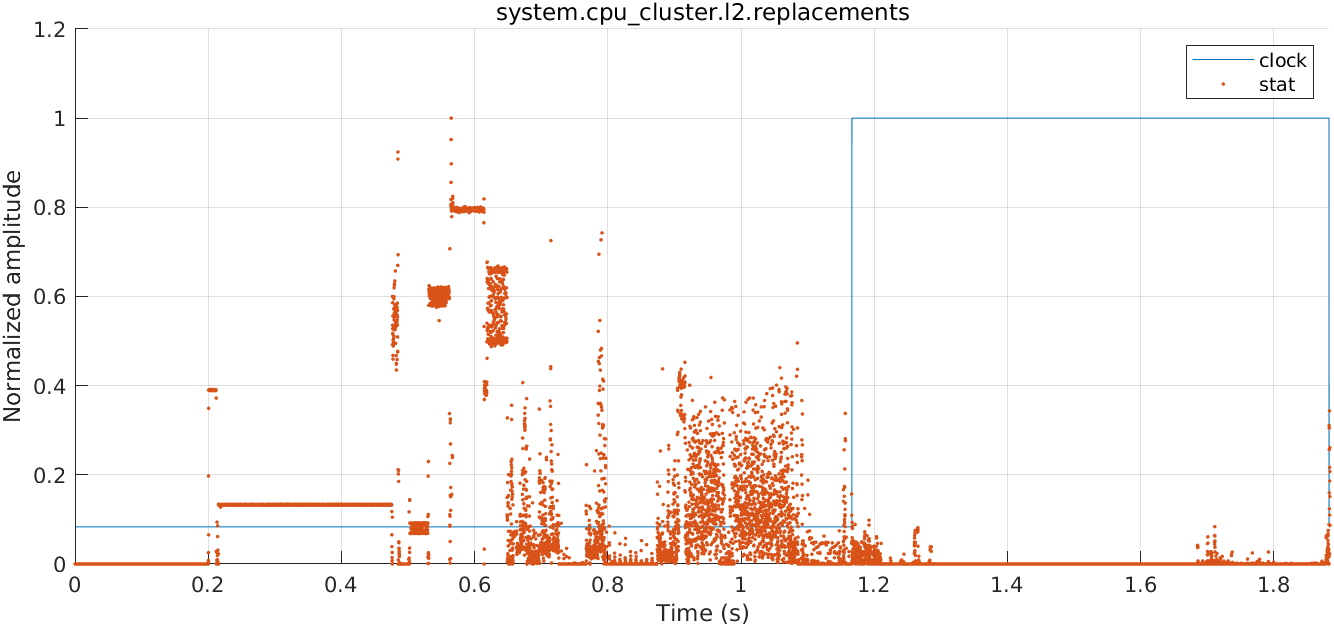 system.cpu_cluster.l2.replacements
1.2
1
0.8
0.6
0.4
0.2
0
Normalized amplitude
clock
stat
0 0.2 0.4 0.6 0.8 1 1.2 1.4 1.6 1.8
Time (s)